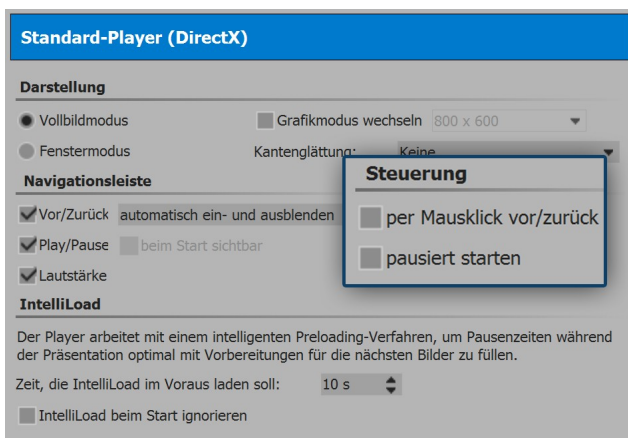 Standard-Player (DirectX)
Darstellung
Vollbildmodus
Grafikmodus wechseln 800 x 600
Fenstermodus
Kantenglättung: Keine
Navigationsleiste
Vor/Zurück automatisch ein- und ausblenden
Play/Pause beim Start sichtbar
Lautstärke
Steuerung
per Mausklick vor/zurück
pausiert starten
IntelliLoad
Der Player arbeitet mit einem intelligenten Preloading-Verfahren, um Pausenzeiten während
der Präsentation optimal mit Vorbereitungen für die nächsten Bilder zu füllen.
Zeit, die IntelliLoad im Voraus laden soll: 10 s
IntelliLoad beim Start ignorieren